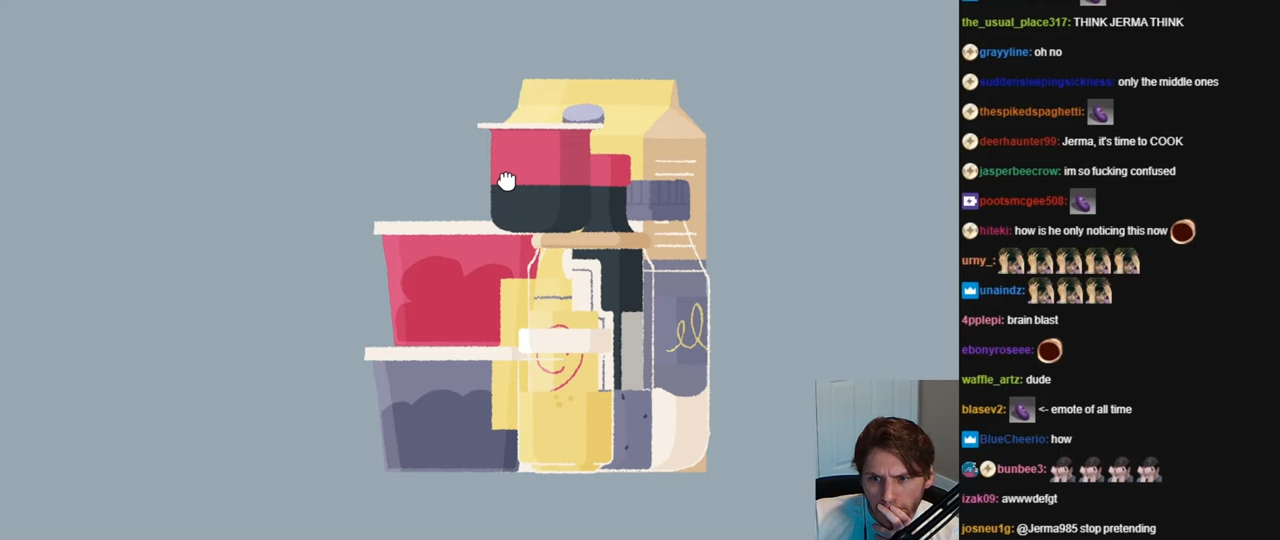 the_usual_place317: THINK JERMA THINK
grayyline: oh no
suddensleepingsickness: only the middle ones
thespikedspaghetti:
deerhaunter99: Jerma, it's time to COOK
jasperbeecrow: im so fucking confused
pootsmcgee508:
hiteki: how is he only noticing this now
urny_:
unaindz:
4pplepi: brain blast
ebonyroseee:
waffle_artz: dude
blasev2: <- emote of all time
BlueCheerio: how
bunbee3:
izak09: awwwdefgt
josneu1g: @Jerma985 stop pretending